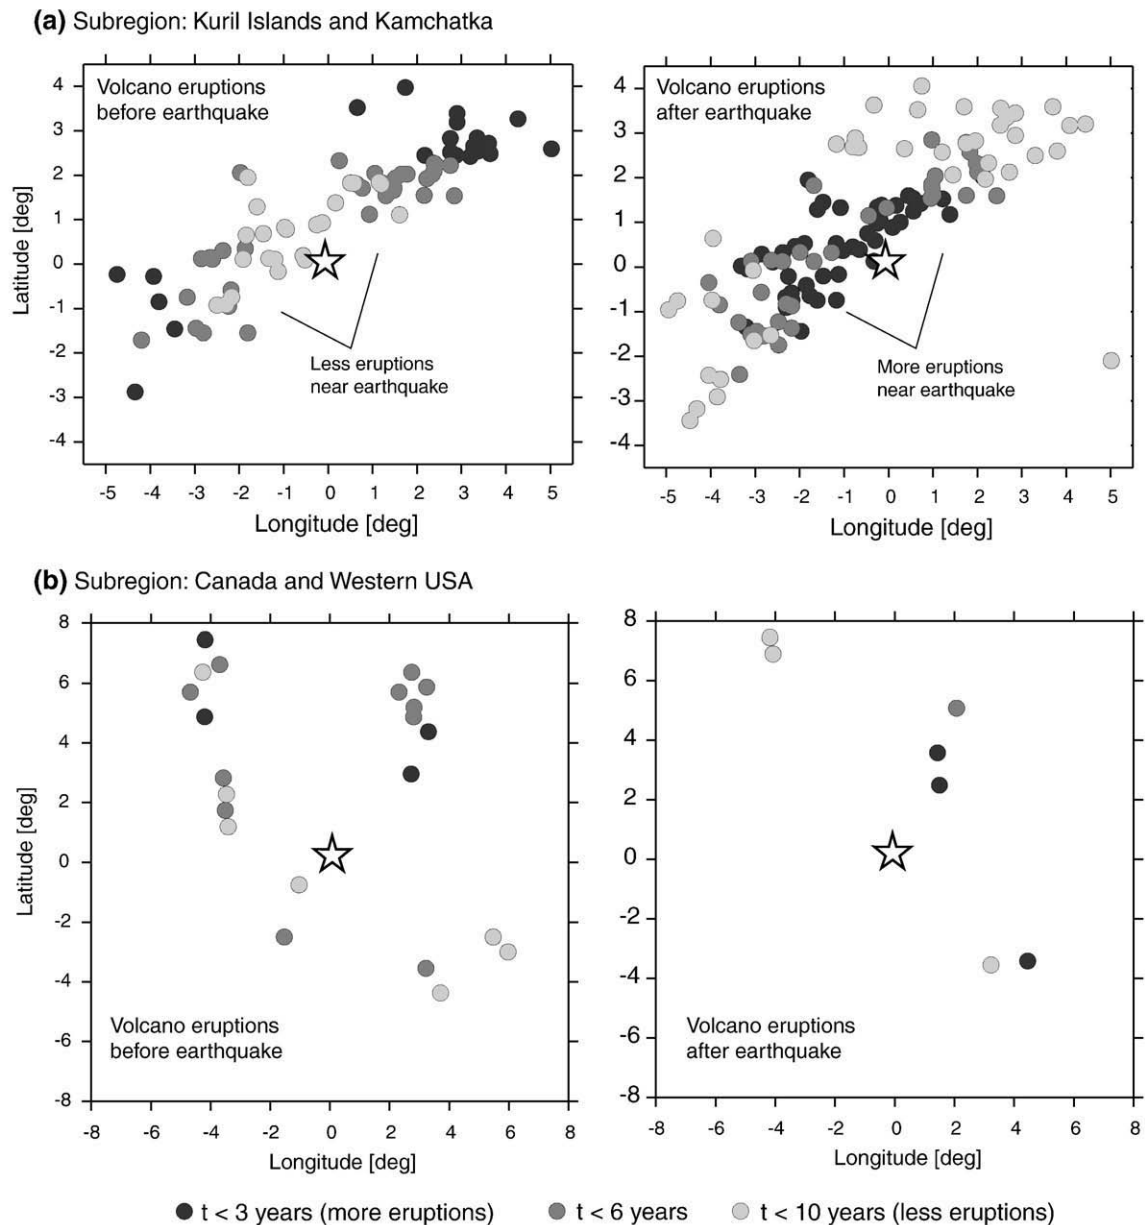 (a) Subregion: Kuril Islands and Kamchatka
Volcano eruptions
before earthquake
Less eruptions
near earthquake
4
3
2
1
0
-1
-2
-3
-4
Latitude [deg]
-5 -4 -3 -2 -1 0 1 2 3 4 5
Longitude [deg]
Volcano eruptions
after earthquake
More eruptions
near earthquake
4
3
2
1
0
-1
-2
-3
-4
-5 -4 -3 -2 -1 0 1 2 3 4 5
Longitude [deg]
(b) Subregion: Canada and Western USA
8
6
4
2
0
-2
-4
-6
-8
Latitude [deg]
Volcano eruptions
before earthquake
-8 -6 -4 -2 0 2 4 6 8
Longitude [deg]
8
6
4
2
0
-2
-4
-6
-8
Volcano eruptions
after earthquake
-8 -6 -4 -2 0 2 4 6 8
Longitude [deg]
t < 3 years (more eruptions) t < 6 years t < 10 years (less eruptions)